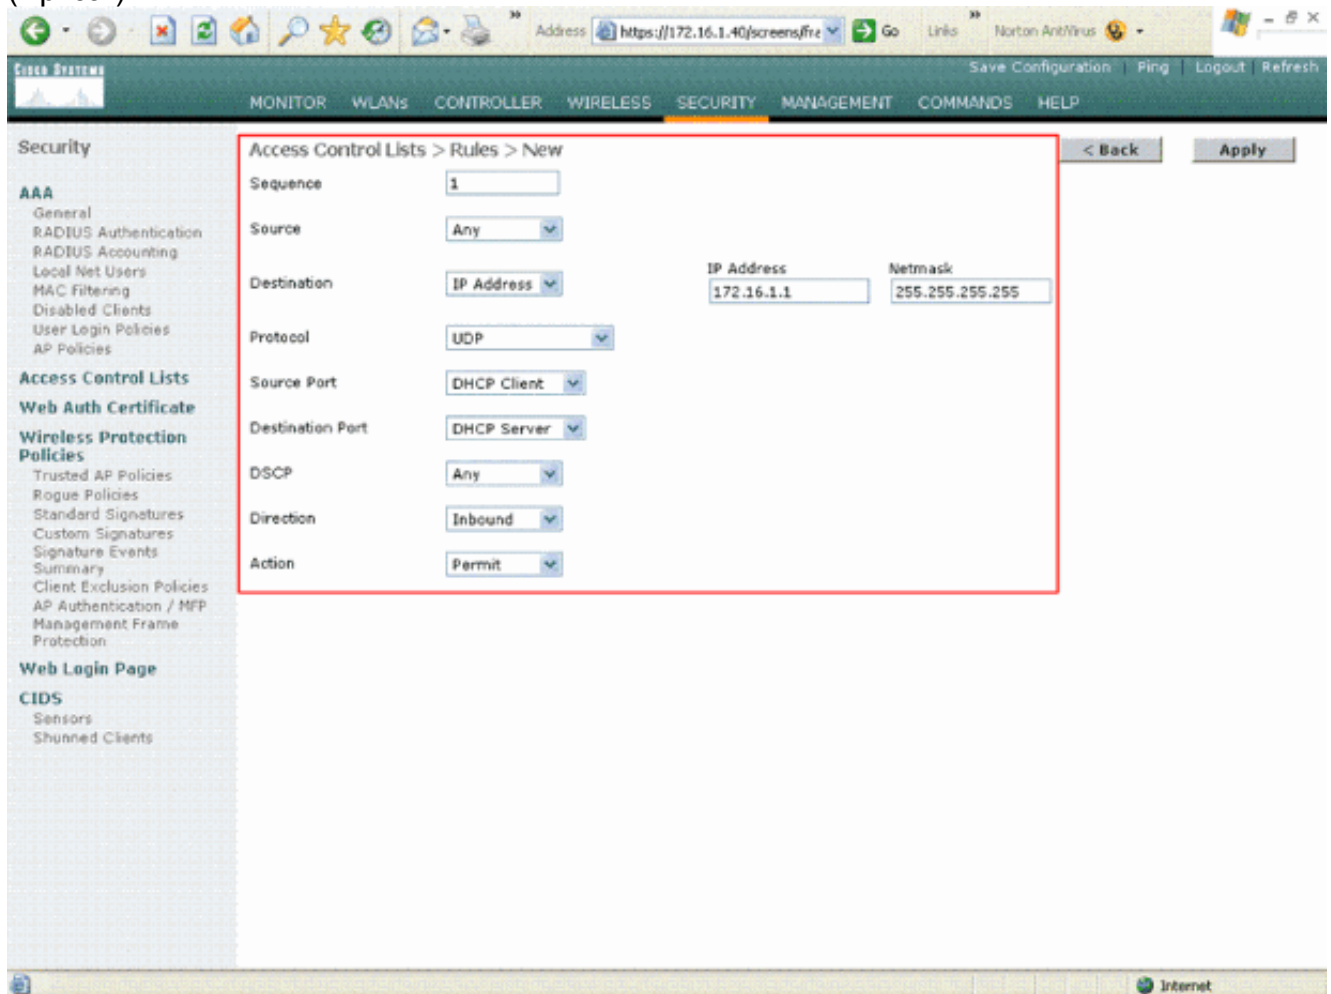 Address https://172.16.1.40/screens/fra Go Links Norton AntiVirus
CISCO SYSTEMS
Save Configuration Ping Logout Refresh
MONITOR WLANs CONTROLLER WIRELESS SECURITY MANAGEMENT COMMANDS HELP
Security
AAA
General
RADIUS Authentication
RADIUS Accounting
Local Net Users
MAC Filtering
Disabled Clients
User Login Policies
AP Policies
Access Control Lists
Web Auth Certificate
Wireless Protection
Policies
Trusted AP Policies
Rogue Policies
Standard Signatures
Custom Signatures
Signature Events
Summary
Client Exclusion Policies
AP Authentication / MFP
Management Frame
Protection
Web Login Page
CIDS
Sensors
Shunned Clients
Access Control Lists > Rules > New
< Back Apply
Sequence 1
Source Any
IP Address Netmask
Destination IP Address 172.16.1.1 255.255.255.255
Protocol UDP
Source Port DHCP Client
Destination Port DHCP Server
DSCP Any
Direction Inbound
Action Permit
Internet